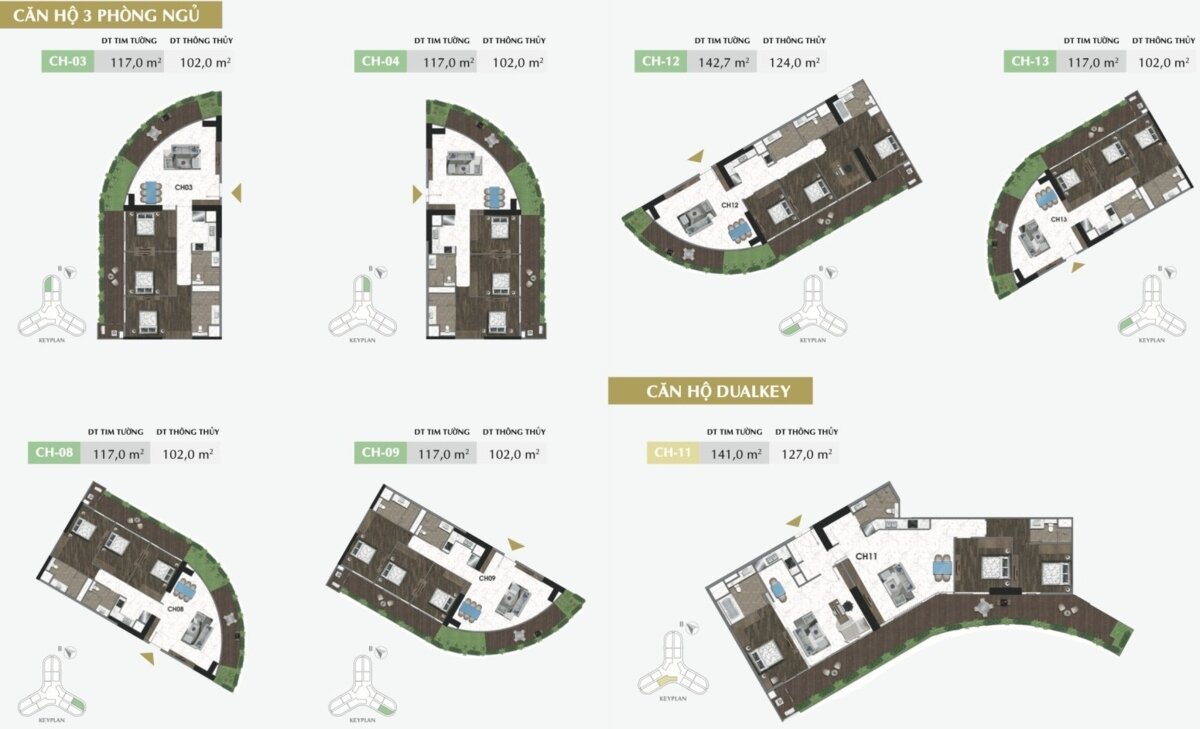 CĂN HỘ 3 PHÒNG NGỦ
DT TIM TƯỜNG DT THÔNG THỦY
CH-03 117,0 m² 102,0 m²
CH03
B
KEYPLAN
DT TIM TƯỜNG DT THÔNG THỦY
CH-04 117,0 m² 102,0 m²
B
KEYPLAN
DT TIM TƯỜNG DT THÔNG THỦY
CH-12 142,7 m² 124,0 m²
CH12
B
KEYPLAN
DT TIM TƯỜNG DT THÔNG THỦY
CH-13 117,0 m² 102,0 m²
CH13
B
KEYPLAN
DT TIM TƯỜNG DT THÔNG THỦY
CH-08 117,0 m² 102,0 m²
CH08
B
KEYPLAN
DT TIM TƯỜNG DT THÔNG THỦY
CH-09 117,0 m² 102,0 m²
CH09
B
KEYPLAN
CĂN HỘ DUALKEY
DT TIM TƯỜNG DT THÔNG THỦY
CH-11 141,0 m² 127,0 m²
CH11
B
KEYPLAN